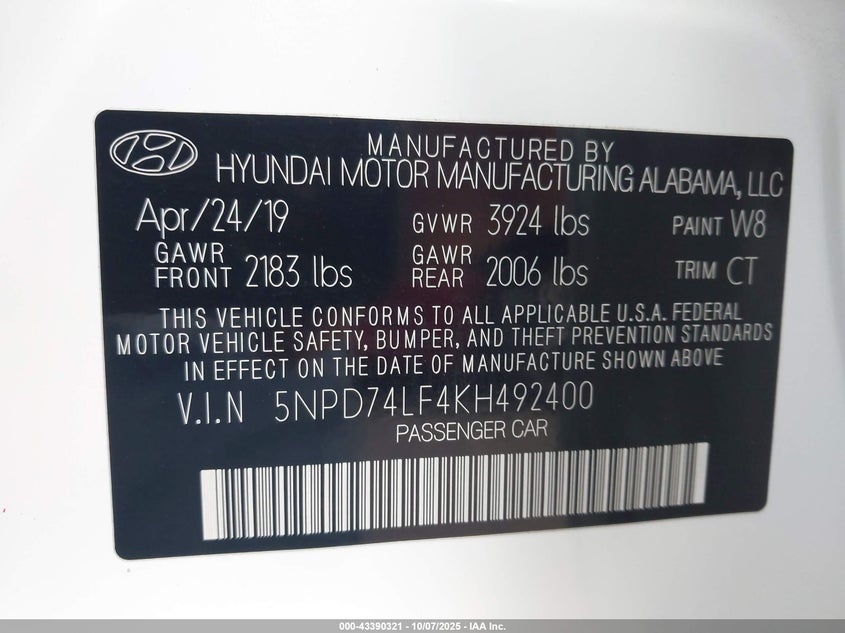 MANUFACTURED BY
HYUNDAI MOTOR MANUFACTURING ALABAMA, LLC
Apr/24/19 GVWR 3924 lbs PAINT W8
GAWR FRONT 2183 lbs GAWR REAR 2006 lbs TRIM CT
THIS VEHICLE CONFORMS TO ALL APPLICABLE U.S.A. FEDERAL
MOTOR VEHICLE SAFETY, BUMPER, AND THEFT PREVENTION STANDARDS
IN EFFECT ON THE DATE OF MANUFACTURE SHOWN ABOVE
V.I.N 5NPD74LF4KH492400
PASSENGER CAR
000-43390321 - 10/07/2025 - IAA Inc.